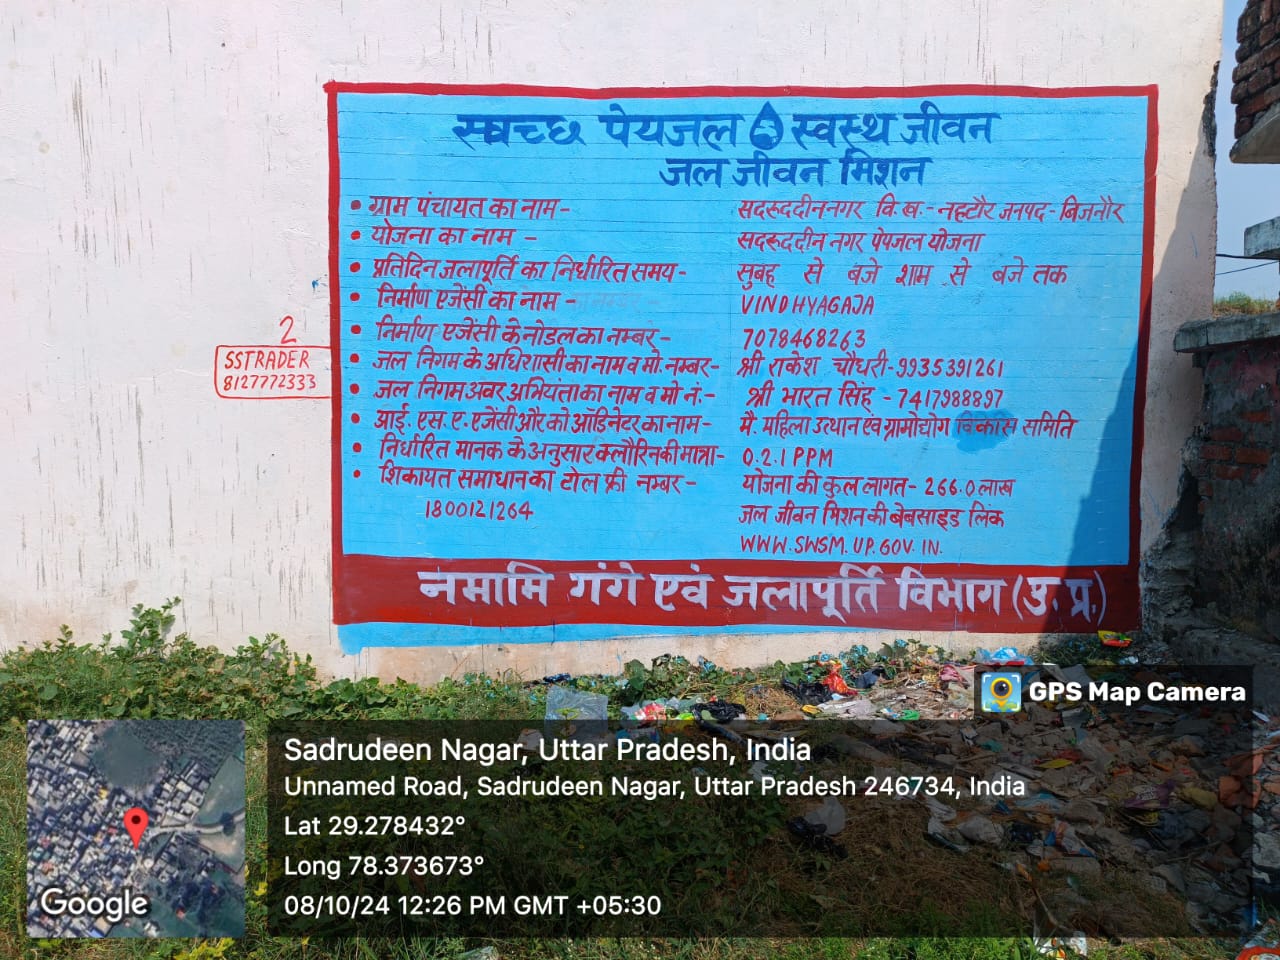 स्वच्छ पेयजल स्वस्थ जीवन
जल जीवन मिशन
• ग्राम पंचायत का नाम- सदरूददीननगर वि.ख.- नहटौर जनपद- बिजनौर
• योजना का नाम - सदरूददीन नगर पेयजल योजना
• प्रतिदिन जलापूर्ति का निर्धारित समय- सुबह से बजे शाम से बजे तक
• निर्माण एजेंसी का नाम - VINDHYAGAJA
• निर्माण एजेंसी के नोडल का नम्बर- 7078468263
• जल निगम के अधिशासी का नाम व मो. नम्बर- श्री राकेश चौधरी-9935391261
• जल निगम अवर अभियंता का नाम व मो नं:- श्री भारत सिंह - 7417988897
• आई. एस. ए. एजेंसी और को ऑडिनेटर का नाम- मै. महिला उत्थान एवं ग्रामोद्योग विकास समिति
• निर्धारित मानक के अनुसार क्लौरिन की मात्रा- 0.2.1 PPM
• शिकायत समाधान का टोल फ्री नम्बर- योजना की कुल लागत- 266.0 लाख
1800121264 जल जीवन मिशन की बेबसाइड लिंक
WWW.SWSM.UP.GOV.IN.
नमामि गंगे एवं जलापूर्ति विभाग (उ. प्र.)
2
SSTRADER
8127772333
GPS Map Camera
Sadrudeen Nagar, Uttar Pradesh, India
Unnamed Road, Sadrudeen Nagar, Uttar Pradesh 246734, India
Lat 29.278432°
Long 78.373673°
08/10/24 12:26 PM GMT +05:30
Google